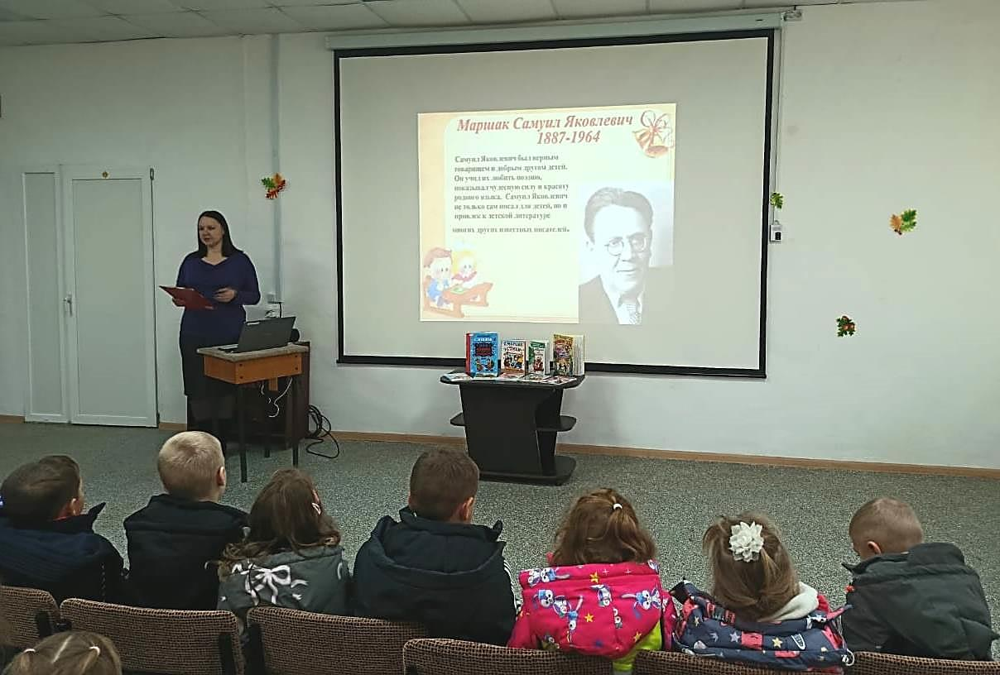 Маршак Самуил Яковлевич
1887-1964
Самуил Яковлевич был верным
товарищем и добрым другом детей.
Он учил их любить поэзию,
показывал чудесную силу и красоту
родного языка. Самуил Яковлевич
не только сам писал для детей, но и
привлек к детской литературе
многих других известных писателей.
С.МАРШАК
СТИХИ